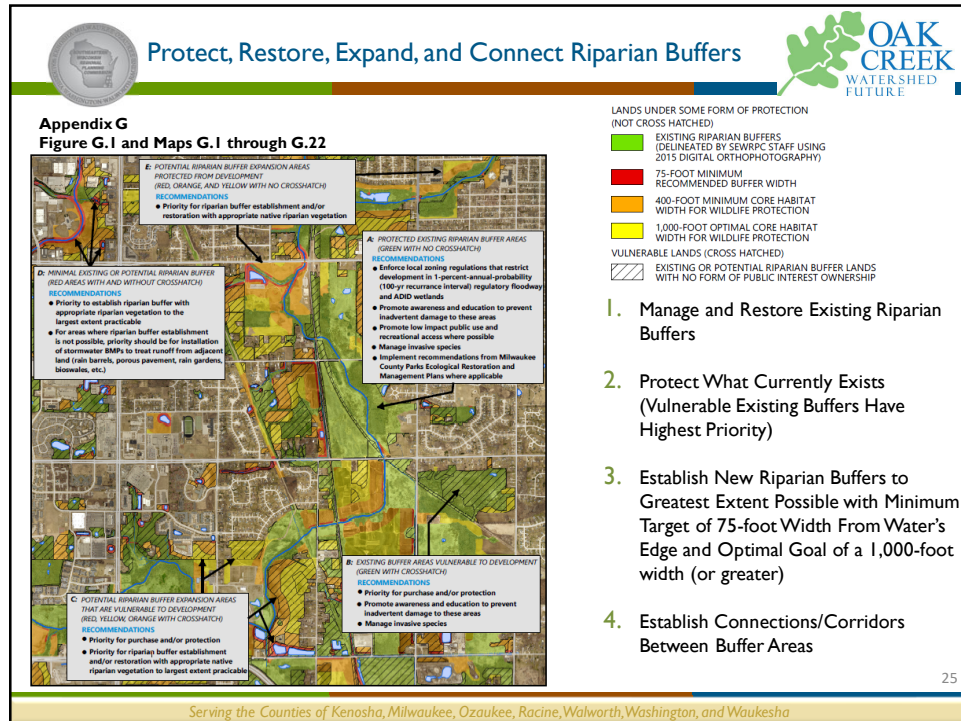 Protect, Restore, Expand, and Connect Riparian Buffers
OAK
CREEK
WATERSHED
FUTURE
Appendix G
Figure G.1 and Maps G.1 through G.22
E: POTENTIAL RIPARIAN BUFFER EXPANSION AREAS
PROTECTED FROM DEVELOPMENT
(RED, ORANGE, AND YELLOW WITH NO CROSSHATCH)
RECOMMENDATIONS
● Priority for riparian buffer establishment and/or
restoration with appropriate native riparian vegetation
A: PROTECTED EXISTING RIPARIAN BUFFER AREAS
(GREEN WITH NO CROSSHATCH)
RECOMMENDATIONS
● Enforce local zoning regulations that restrict
development in 1-percent-annual-probability
(100-yr recurrance interval) regulatory floodway
and ADID wetlands
● Promote awareness and education to prevent
inadvertent damage to these areas
● Promote low impact public use and
recreational access where possible
● Manage invasive species
● Implement recommendations from Milwaukee
County Parks Ecological Restoration and
Management Plans where applicable
D: MINIMAL EXISTING OR POTENTIAL RIPARIAN BUFFER
(RED AREAS WITH AND WITHOUT CROSSHATCH)
RECOMMENDATIONS
● Priority to establish riparian buffer with
appropriate riparian vegetation to the
largest extent practicable
● For areas where riparian buffer establishment
is not possible, priority should be for installation
of stormwater BMPs to treat runoff from adjacent
land (rain barrels, porous pavement, rain gardens,
bioswales, etc.)
B: EXISTING BUFFER AREAS VULNERABLE TO DEVELOPMENT
(GREEN WITH CROSSHATCH)
RECOMMENDATIONS
● Priority for purchase and/or protection
● Promote awareness and education to prevent
inadvertent damage to these areas
● Manage invasive species
C: POTENTIAL RIPARIAN BUFFER EXPANSION AREAS
THAT ARE VULNERABLE TO DEVELOPMENT
(RED, YELLOW, ORANGE WITH CROSSHATCH)
RECOMMENDATIONS
● Priority for purchase and/or protection
● Priority for riparian buffer establishment
and/or restoration with appropriate native
riparian vegetation to largest extent practicable
LANDS UNDER SOME FORM OF PROTECTION
(NOT CROSS HATCHED)
EXISTING RIPARIAN BUFFERS
(DELINEATED BY SEWRPC STAFF USING
2015 DIGITAL ORTHOPHOTOGRAPHY)
75-FOOT MINIMUM
RECOMMENDED BUFFER WIDTH
400-FOOT MINIMUM CORE HABITAT
WIDTH FOR WILDLIFE PROTECTION
1,000-FOOT OPTIMAL CORE HABITAT
WIDTH FOR WILDLIFE PROTECTION
VULNERABLE LANDS (CROSS HATCHED)
EXISTING OR POTENTIAL RIPARIAN BUFFER LANDS
WITH NO FORM OF PUBLIC INTEREST OWNERSHIP
1. Manage and Restore Existing Riparian
Buffers
2. Protect What Currently Exists
(Vulnerable Existing Buffers Have
Highest Priority)
3. Establish New Riparian Buffers to
Greatest Extent Possible with Minimum
Target of 75-foot Width From Water's
Edge and Optimal Goal of a 1,000-foot
width (or greater)
4. Establish Connections/Corridors
Between Buffer Areas
25
Serving the Counties of Kenosha, Milwaukee, Ozaukee, Racine, Walworth, Washington, and Waukesha